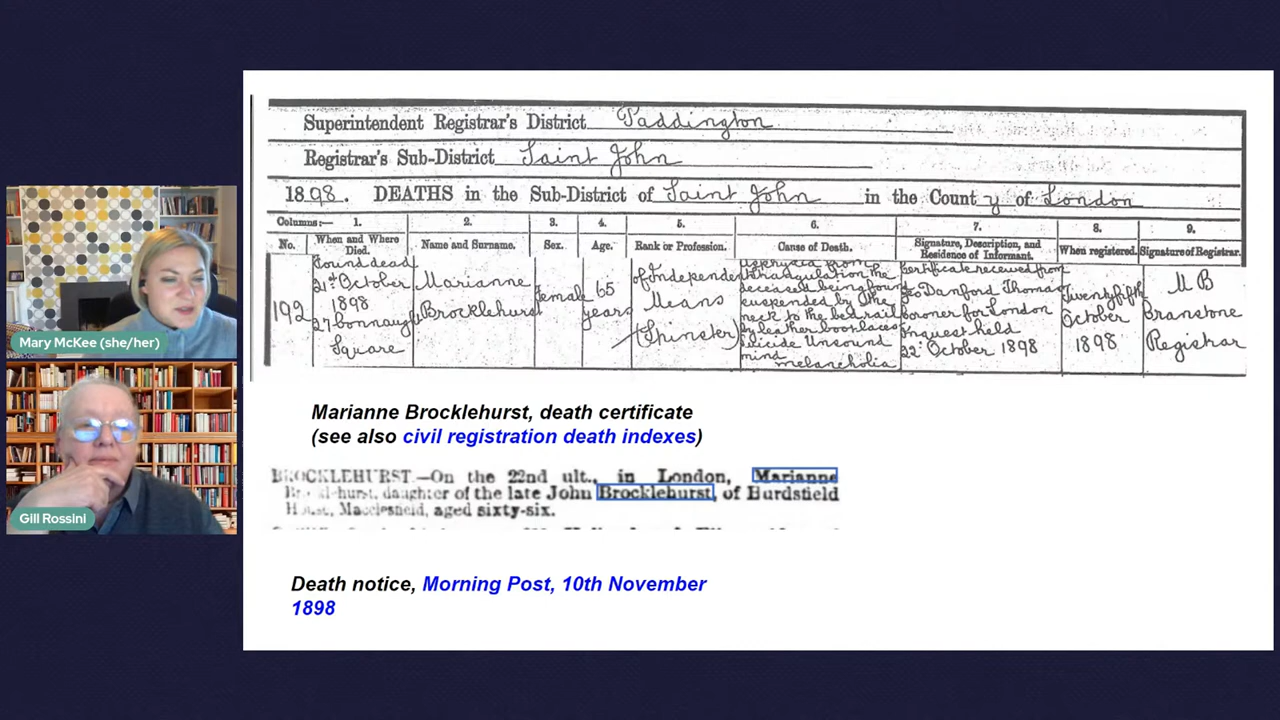 Superintendent Registrar's District Paddington
Registrar's Sub-District Saint John
1898. DEATHS in the Sub-District of Saint John in the County of London
Columns:— 1. 2. 3. 4. 5. 6. 7. 8. 9.
No. When and Where Died. Name and Surname. Sex. Age. Rank or Profession. Cause of Death. Signature, Description, and Residence of Informant. When registered. Signature of Registrar.
192
Found dead
21st October
1898
27 Connaught
Square
Marianne
Brocklehurst
Female
65
years
of Independent
Means
(Spinster)
from
strangulation the
deceased being found
suspended by the
neck to the bed rail
by leather bootlaces
Suicide Unsound
mind
melancholia
Certificate received from
Geo Danford Thomas
Coroner for London
Inquest held
22nd October 1898
Twenty fifth
October
1898
M B
Branstone
Registrar
Mary McKee (she/her)
Gill Rossini
Marianne Brocklehurst, death certificate
(see also civil registration death indexes)
BROCKLEHURST.—On the 22nd ult., in London, Marianne
Brocklehurst, daughter of the late John Brocklehurst, of Hurdsfield
House, Macclesfield, aged sixty-six.
Death notice, Morning Post, 10th November
1898